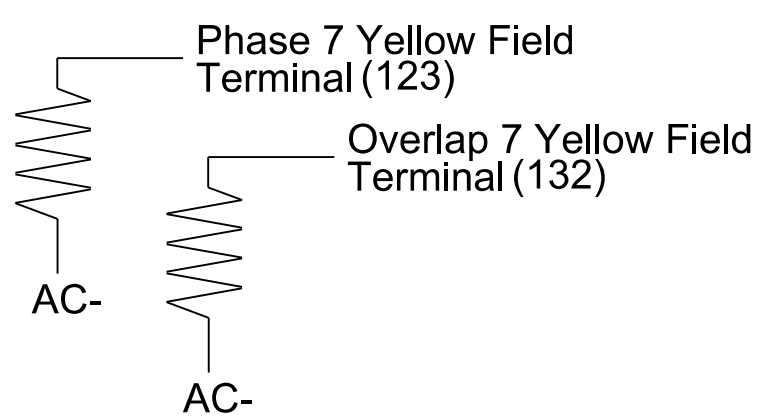 Phase 7 Yellow Field
Terminal (123)
Overlap 7 Yellow Field
Terminal (132)
AC-
AC-